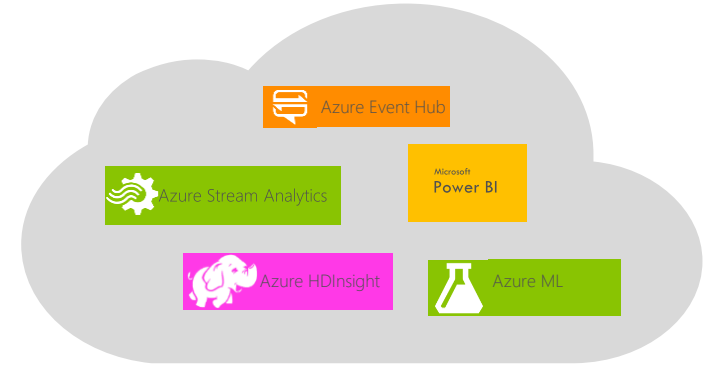 Azure Event Hub
Microsoft
Power BI
Azure Stream Analytics
Azure HDInsight
Azure ML